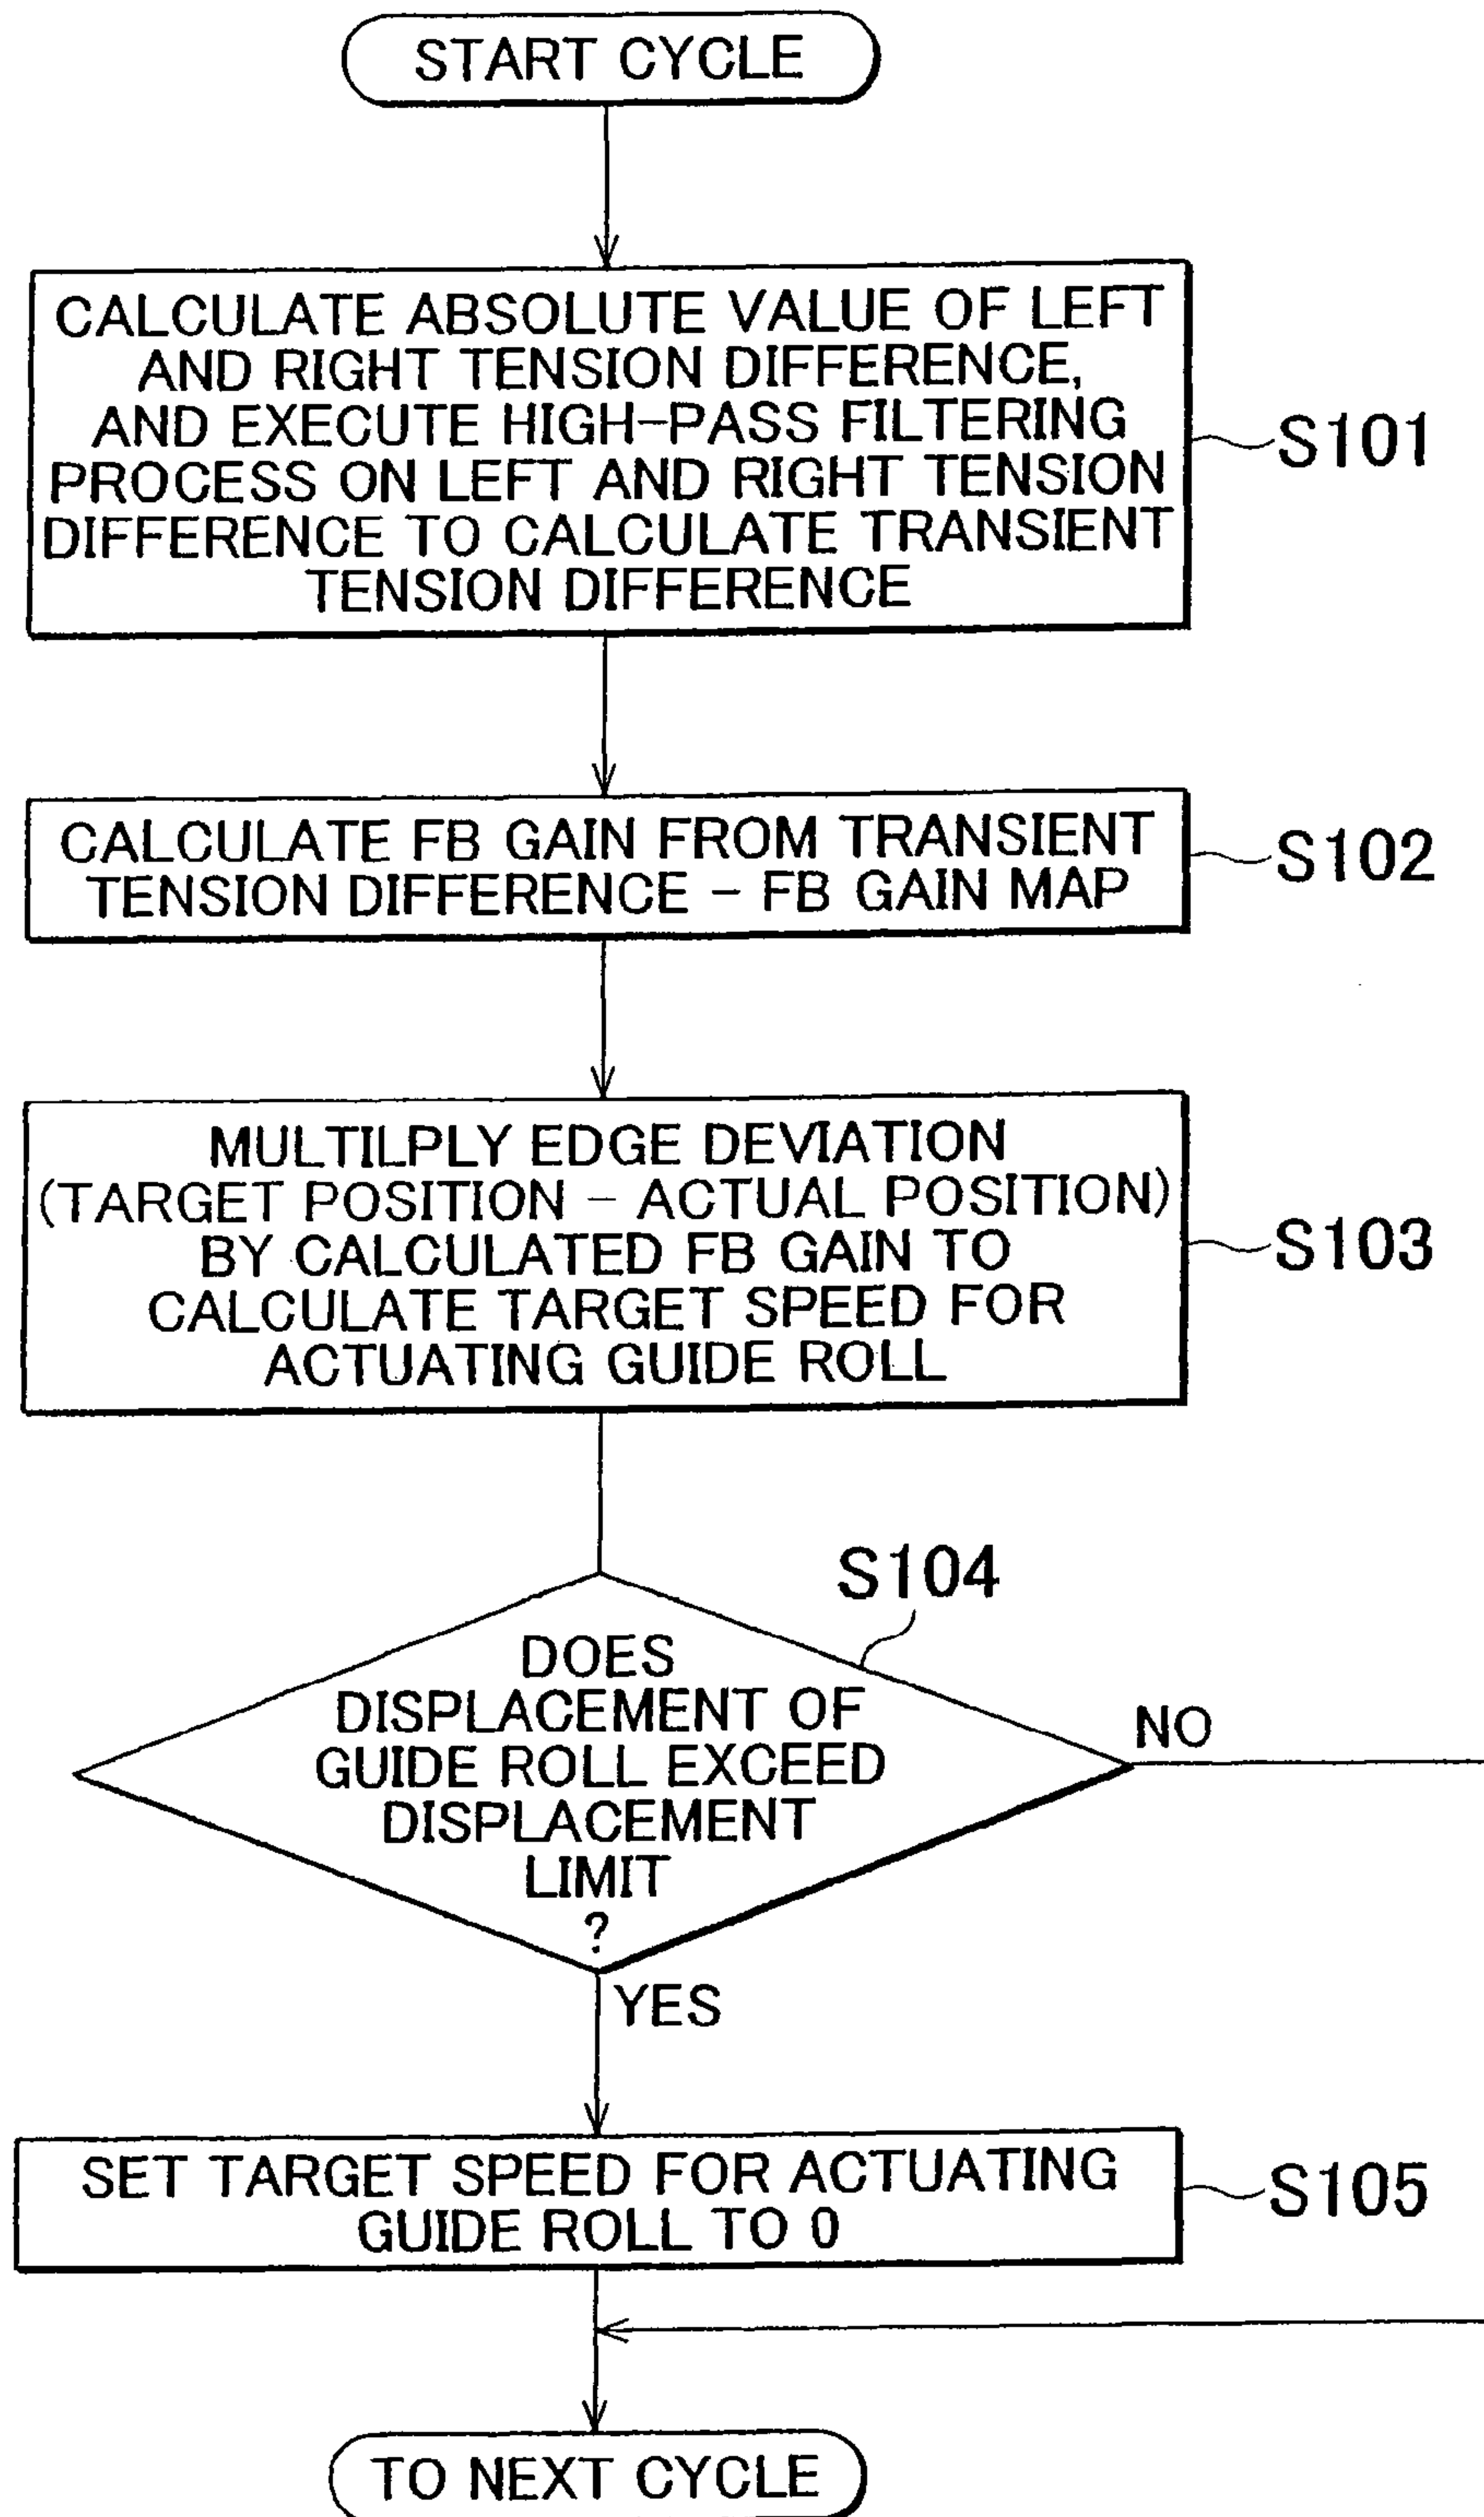 START CYCLE
CALCULATE ABSOLUTE VALUE OF LEFT
AND RIGHT TENSION DIFFERENCE,
AND EXECUTE HIGH-PASS FILTERING
PROCESS ON LEFT AND RIGHT TENSION
DIFFERENCE TO CALCULATE TRANSIENT
TENSION DIFFERENCE
S101
CALCULATE FB GAIN FROM TRANSIENT
TENSION DIFFERENCE - FB GAIN MAP
S102
MULTILPLY EDGE DEVIATION
(TARGET POSITION - ACTUAL POSITION)
BY CALCULATED FB GAIN TO
CALCULATE TARGET SPEED FOR
ACTUATING GUIDE ROLL
S103
S104
DOES
DISPLACEMENT OF
GUIDE ROLL EXCEED
DISPLACEMENT
LIMIT
?
NO
YES
SET TARGET SPEED FOR ACTUATING
GUIDE ROLL TO 0
S105
TO NEXT CYCLE